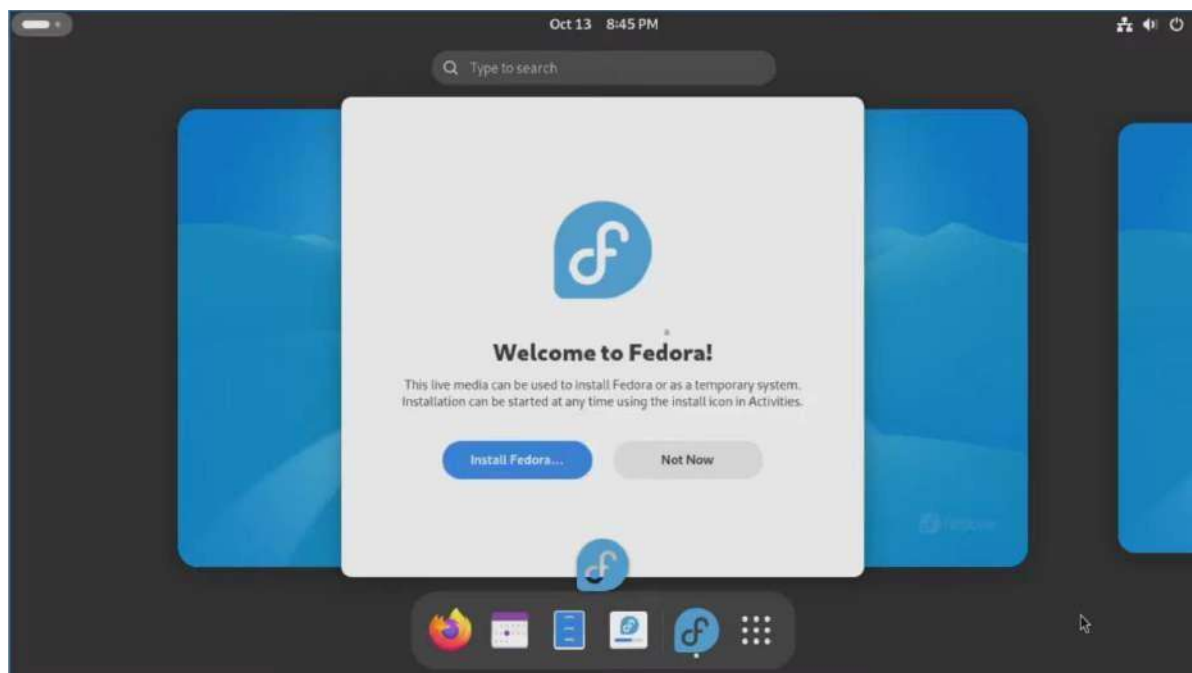 Oct 13 8:45 PM
Type to search
Welcome to Fedora!
This live media can be used to install Fedora or as a temporary system.
Installation can be started at any time using the install icon in Activities.
Install Fedora...
Not Now
fedora